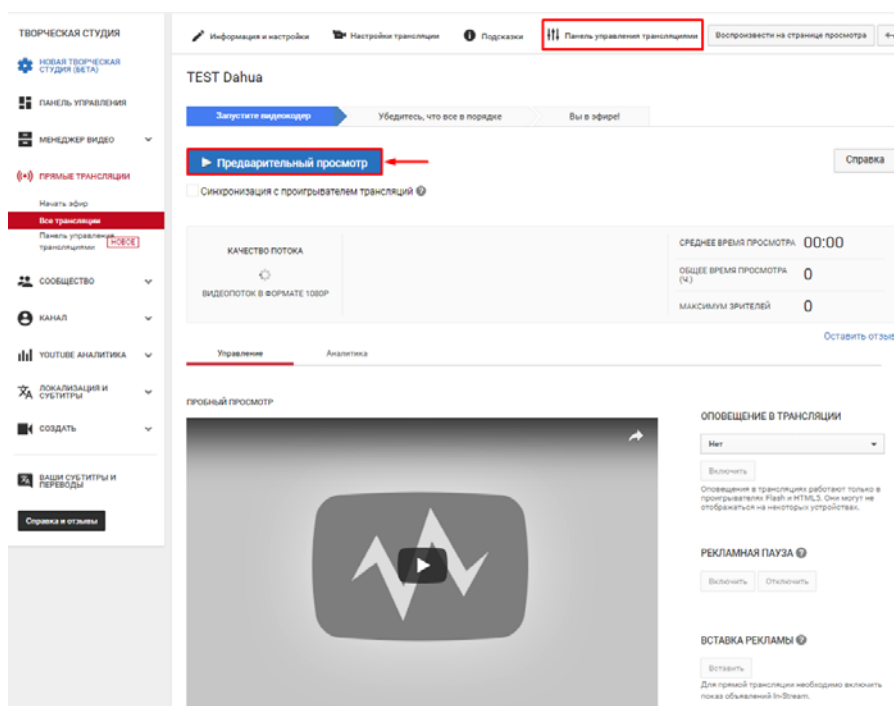 ТВОРЧЕСКАЯ СТУДИЯ
НОВАЯ ТВОРЧЕСКАЯ
СТУДИЯ (БЕТА)
ПАНЕЛЬ УПРАВЛЕНИЯ
МЕНЕДЖЕР ВИДЕО
ПРЯМЫЕ ТРАНСЛЯЦИИ
Начать эфир
Все трансляции
Панель управления
трансляциями НОВОЕ
СООБЩЕСТВО
КАНАЛ
YOUTUBE АНАЛИТИКА
ЛОКАЛИЗАЦИЯ И
СУБТИТРЫ
СОЗДАТЬ
ВАШИ СУБТИТРЫ И
ПЕРЕВОДЫ
Справка и отзывы
Информация и настройки Настройки трансляции Подсказки Панель управления трансляциями Воспроизвести на странице просмотра
TEST Dahua
Запустите видеокодер Убедитесь, что все в порядке Вы в эфире!
Предварительный просмотр Справка
Синхронизация с проигрывателем трансляций
КАЧЕСТВО ПОТОКА
ВИДЕОПОТОК В ФОРМАТЕ 1080P
СРЕДНЕЕ ВРЕМЯ ПРОСМОТРА 00:00
ОБЩЕЕ ВРЕМЯ ПРОСМОТРА
(Ч.) 0
МАКСИМУМ ЗРИТЕЛЕЙ 0
Оставить отзыв
Управление Аналитика
ПРОБНЫЙ ПРОСМОТР
ОПОВЕЩЕНИЕ В ТРАНСЛЯЦИИ
Нет
Включить
Оповещения в трансляциях работают только в
проигрывателях Flash и HTML5. Они могут не
отображаться на некоторых устройствах.
РЕКЛАМНАЯ ПАУЗА
Включить Отключить
ВСТАВКА РЕКЛАМЫ
Вставить
Для прямой трансляции необходимо включить
показ объявлений In-Stream.